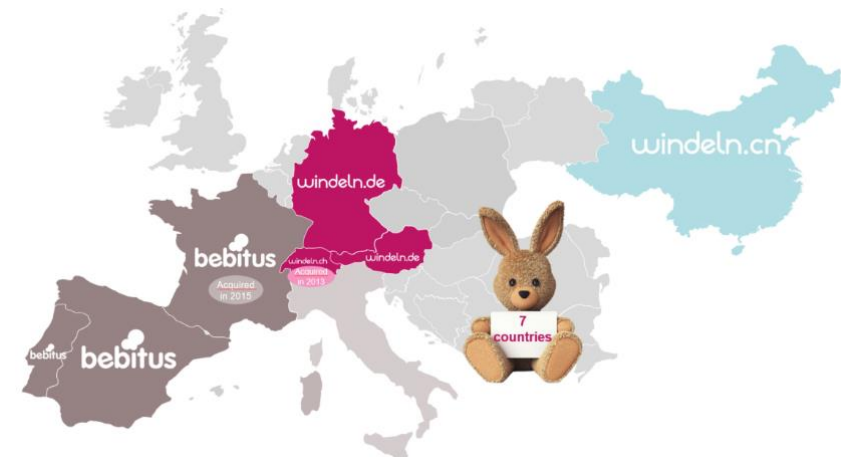 windeln.cn
windeln.de
bebitus
windeln.ch
windeln.de
Acquired
in 2013
Acquired
in 2015
7
countries
bebitus
bebitus